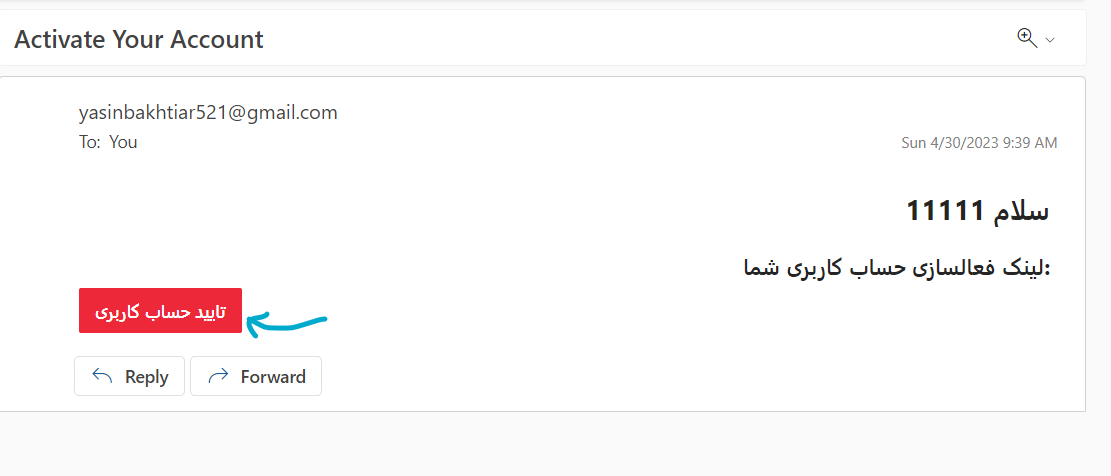 Activate Your Account
yasinbakhtiar521@gmail.com
To: You
Sun 4/30/2023 9:39 AM
سلام 11111
لینک فعالسازی حساب کاربری شما:
تایید حساب کاربری
Reply
Forward